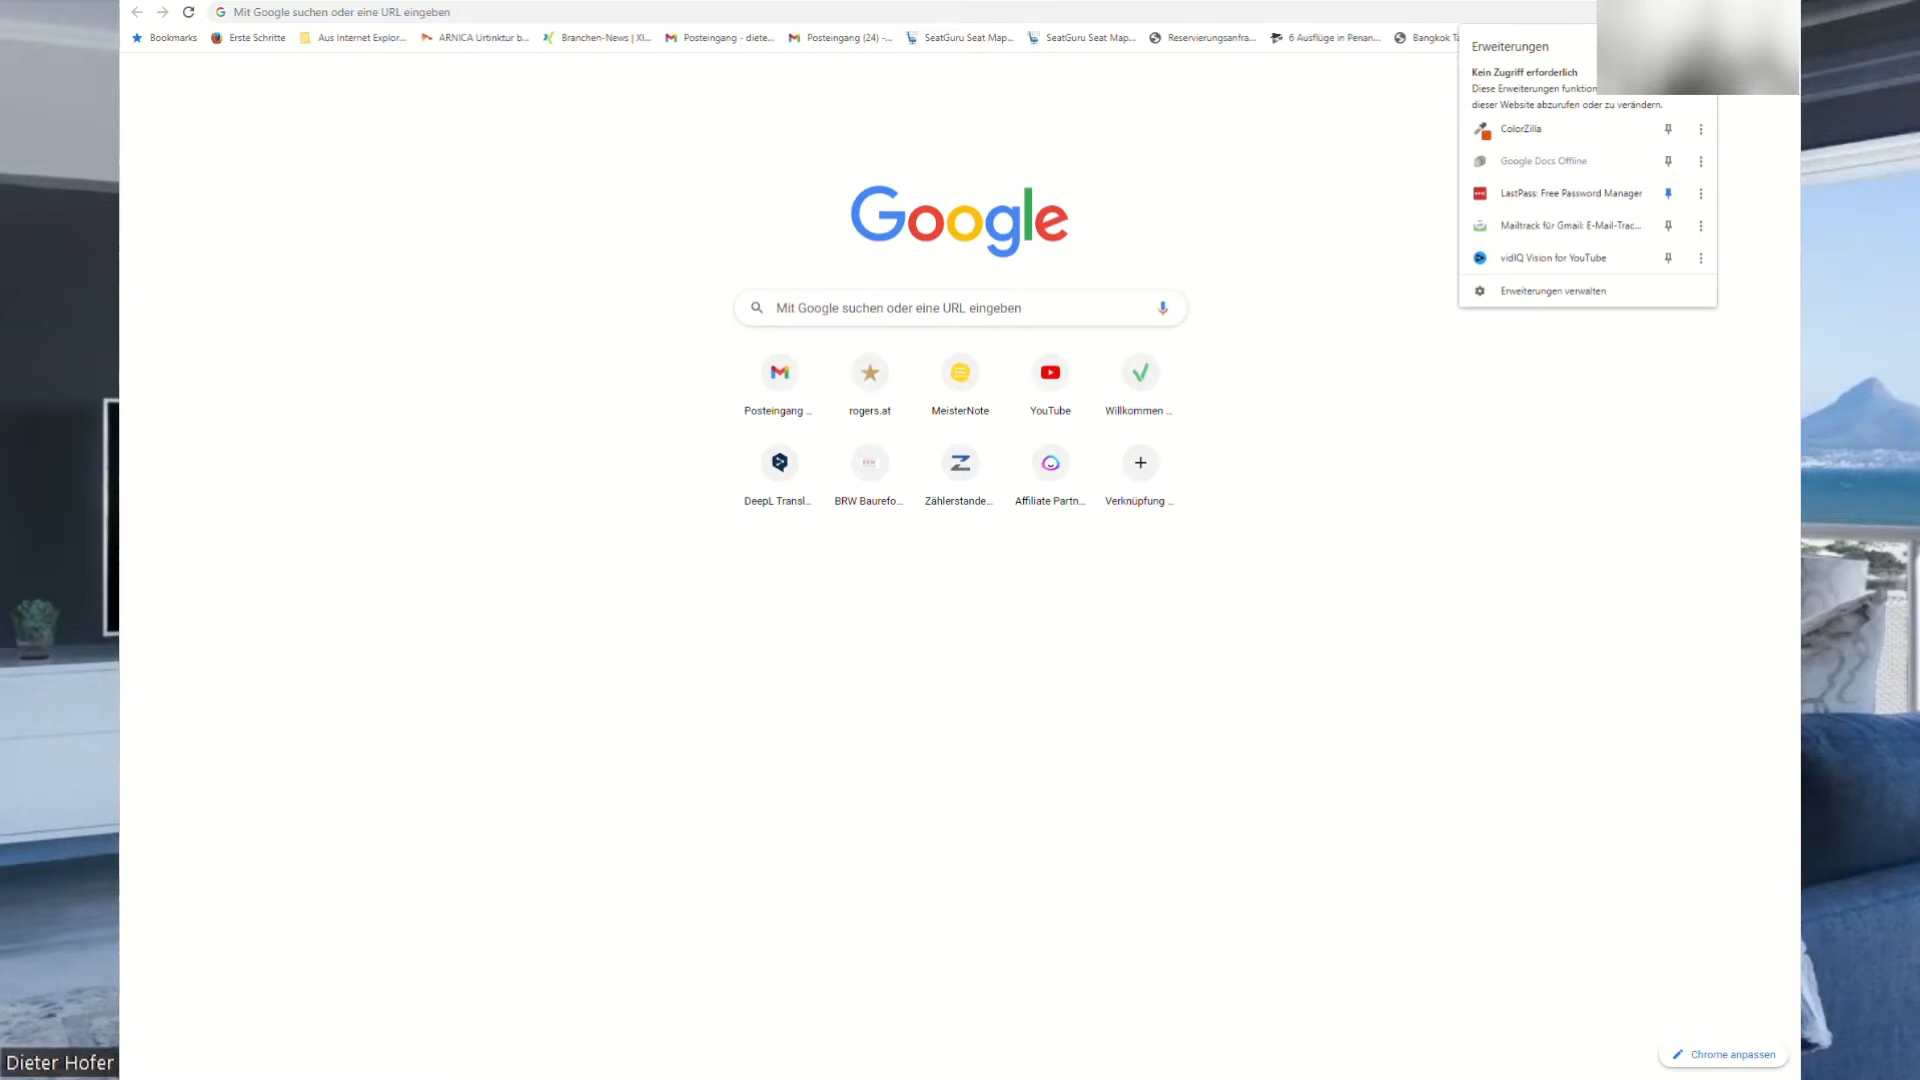 Mit Google suchen oder eine URL eingeben
Bookmarks
Erste Schritte
Aus Internet Explor...
ARNICA Urtinktur b...
Branchen-News | XI...
Posteingang - diete...
Posteingang (24) -...
SeatGuru Seat Map...
SeatGuru Seat Map...
Reservierungsanfra...
6 Ausflüge in Penan...
Bangkok Ta
Erweiterungen
Kein Zugriff erforderlich
Diese Erweiterungen funktion
dieser Website abzurufen oder zu verändern.
ColorZilla
Google Docs Offline
LastPass: Free Password Manager
Mailtrack für Gmail: E-Mail-Trac...
vidIQ Vision for YouTube
Erweiterungen verwalten
Google
Mit Google suchen oder eine URL eingeben
Posteingang ...
rogers.at
MeisterNote
YouTube
Willkommen ...
DeepL Transl...
BRW Baurefo...
Zählerstande...
Affiliate Partn...
Verknüpfung ...
Chrome anpassen
Dieter Hofer